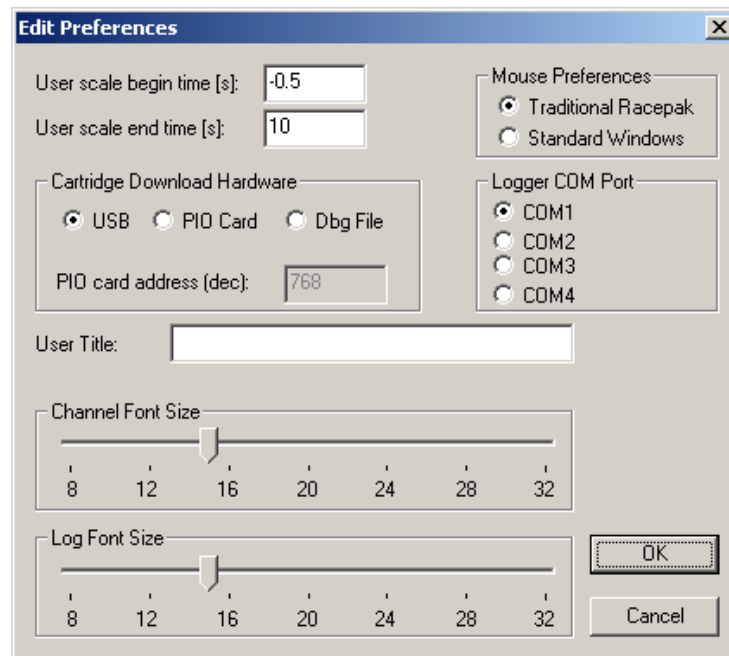 Edit Preferences
User scale begin time [s]: -0.5
User scale end time [s]: 10
Mouse Preferences
Traditional Racepak
Standard Windows
Cartridge Download Hardware
USB PIO Card Dbg File
PIO card address (dec): 768
Logger COM Port
COM1
COM2
COM3
COM4
User Title:
Channel Font Size
8 12 16 20 24 28 32
Log Font Size
8 12 16 20 24 28 32
OK
Cancel